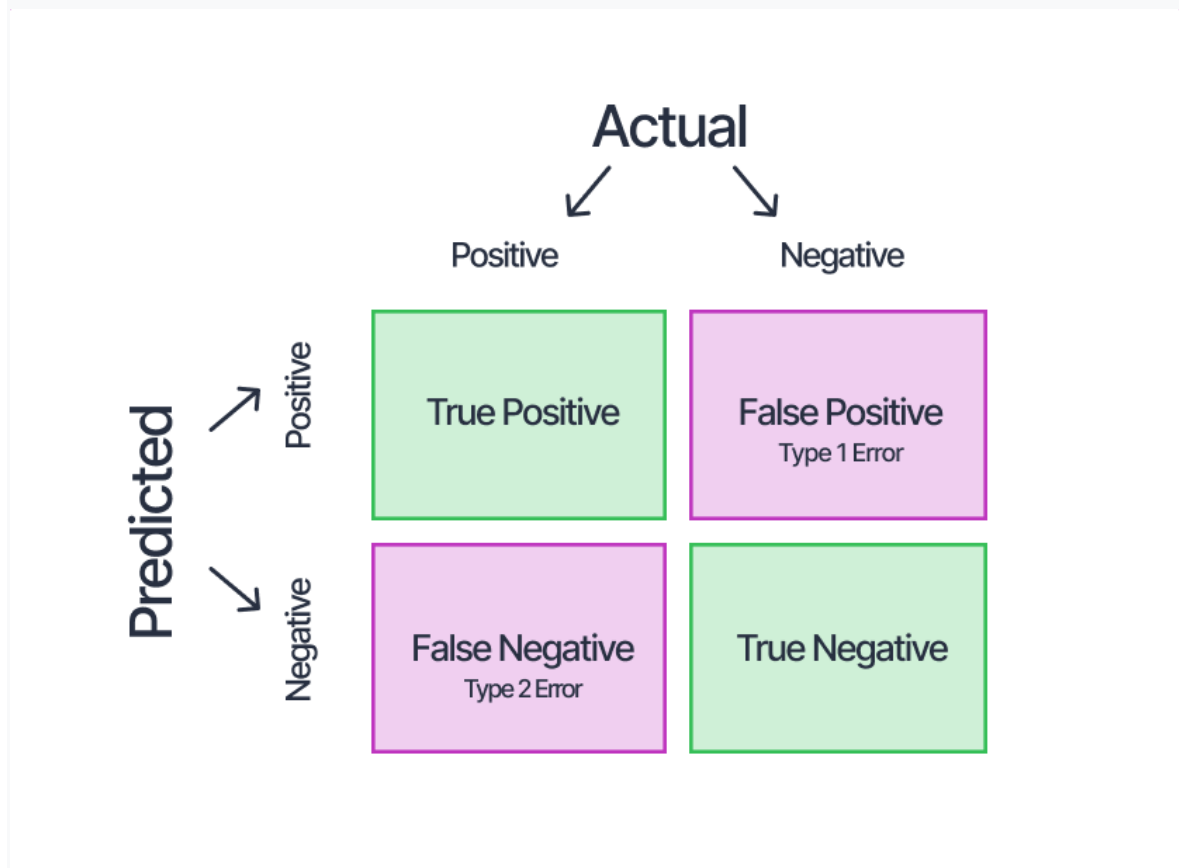 Actual
Positive
Negative
Predicted
Positive
True Positive
False Positive
Type 1 Error
Negative
False Negative
Type 2 Error
True Negative